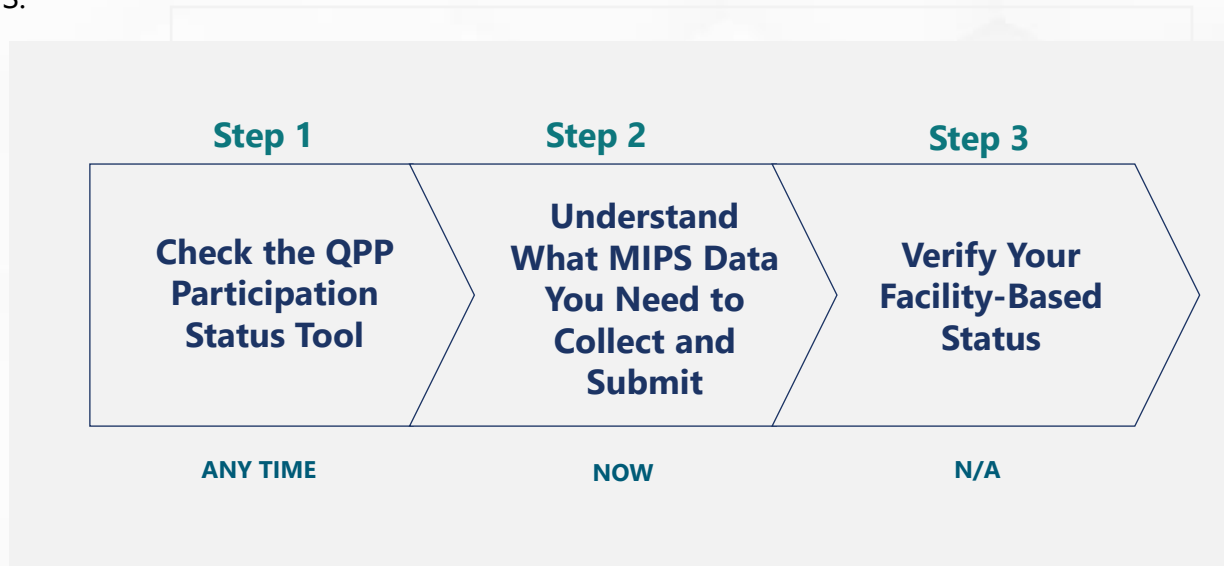 Step 1
Step 2
Step 3
Check the QPP
Participation
Status Tool
Understand
What MIPS Data
You Need to
Collect and
Submit
Verify Your
Facility-Based
Status
ANY TIME
NOW
N/A